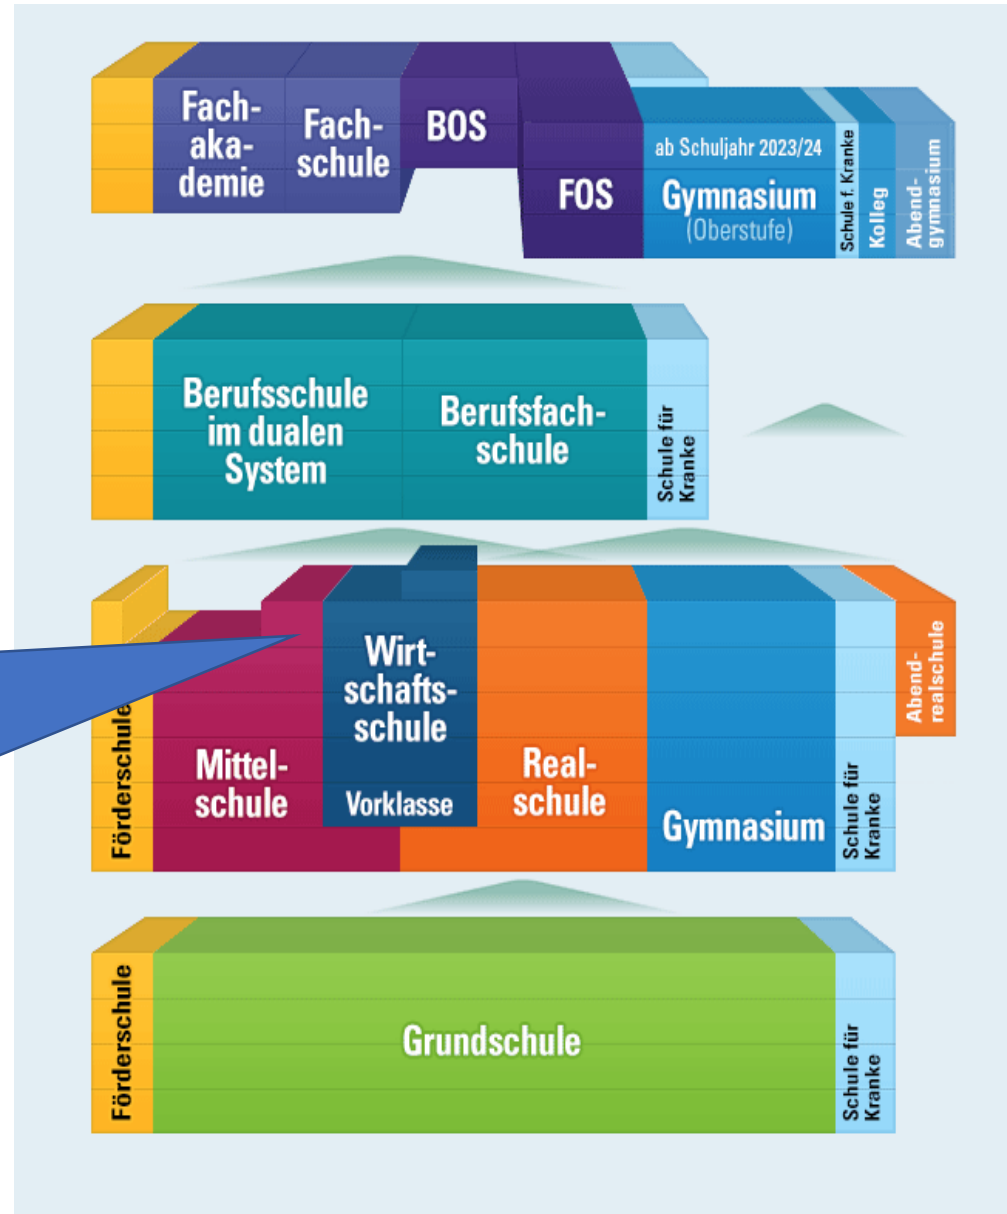 Fach-
aka-
demie
Fach-
schule
BOS
FOS
ab Schuljahr 2023/24
Gymnasium
(Oberstufe)
Schule f. Kranke
Kolleg
Abend-
gymnasium
Berufsschule
im dualen
System
Berufsfach-
schule
Schule für
Kranke
Förderschule
Mittel-
schule
Wirt-
schafts-
schule
Vorklasse
Real-
schule
Gymnasium
Schule für
Kranke
Abend-
realschule
Förderschule
Grundschule
Schule für
Kranke